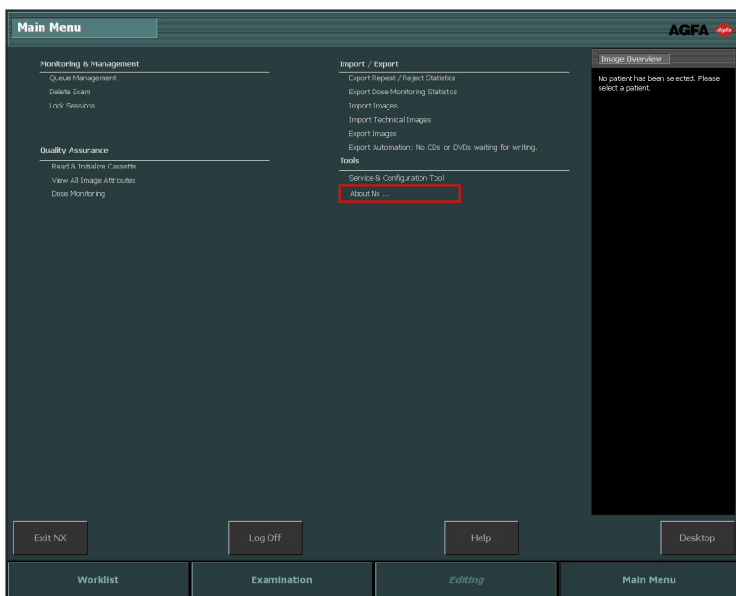 Main Menu
AGFA
Agfa
Monitoring & Management
Queue Management
Delete Exam
Lock Sessions
Quality Assurance
Read & Initialize Cassette
View All Image Attributes
Dose Monitoring
Import / Export
Export Repeat / Reject Statistics
Export Dose Monitoring Statistics
Import Images
Import Technical Images
Export Images
Export Automation: No CDs or DVDs waiting for writing.
Tools
Service & Configuration Tool
About Nx ...
Image Overview
No patient has been selected. Please
select a patient.
Exit NX
Log Off
Help
Desktop
Worklist
Examination
Editing
Main Menu